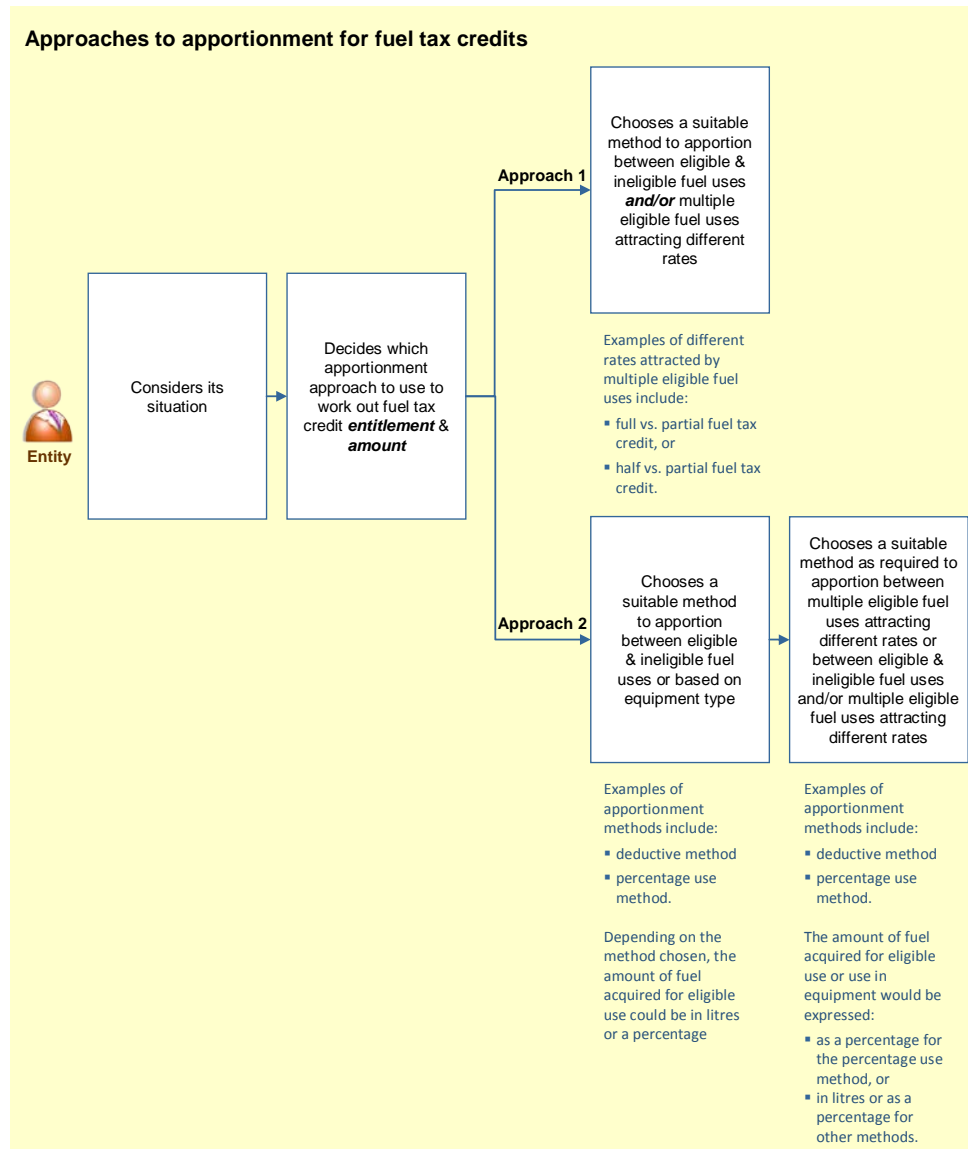 Approaches to apportionment for fuel tax credits
Entity
Considers its
situation
Decides which
apportionment
approach to use to
work out fuel tax
credit entitlement &
amount
Approach 1
Chooses a suitable
method to apportion
between eligible &
ineligible fuel uses
and/or multiple
eligible fuel uses
attracting different
rates
Examples of different
rates attracted by
multiple eligible fuel
uses include:
▪ full vs. partial fuel tax
credit, or
▪ half vs. partial fuel tax
credit.
Approach 2
Chooses a
suitable method
to apportion
between eligible
& ineligible fuel
uses or based on
equipment type
Examples of
apportionment
methods include:
▪ deductive method
▪ percentage use
method.
Depending on the
method chosen, the
amount of fuel
acquired for eligible
use could be in litres
or a percentage
Chooses a suitable
method as required to
apportion between
multiple eligible fuel
uses attracting
different rates or
between eligible &
ineligible fuel uses
and/or multiple eligible
fuel uses attracting
different rates
Examples of
apportionment
methods include:
▪ deductive method
▪ percentage use
method.
The amount of fuel
acquired for eligible
use or use in
equipment would be
expressed:
▪ as a percentage for
the percentage use
method, or
▪ in litres or as a
percentage for
other methods.